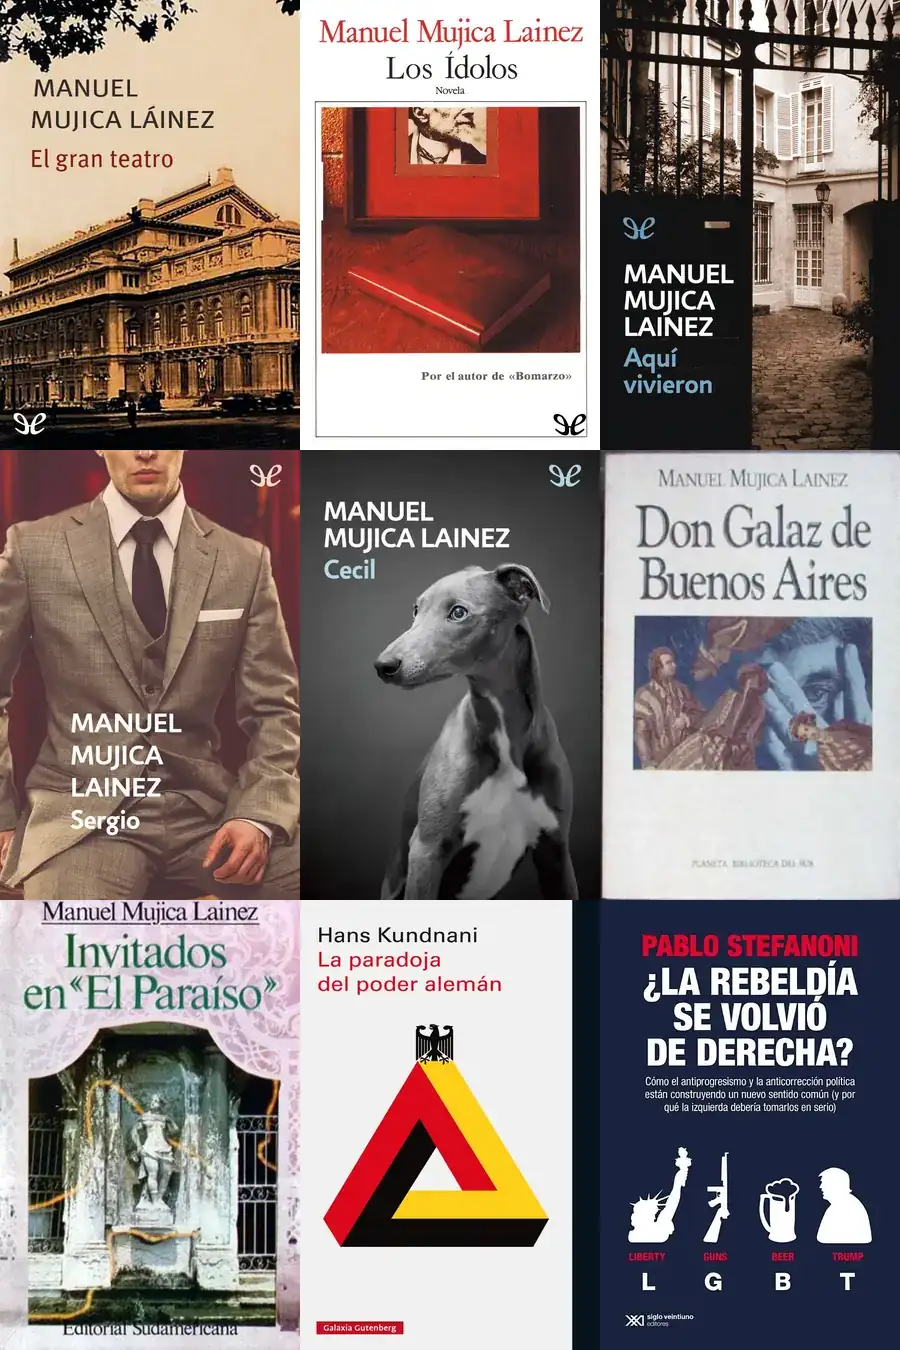 MANUEL
MUJICA LÁINEZ
El gran teatro
Manuel Mujica Lainez
Los Ídolos
Novela
Por el autor de «Bomarzo»
MANUEL
MUJICA
LAINEZ
Aquí
vivieron
MANUEL
MUJICA
LAINEZ
Sergio
MANUEL
MUJICA LAINEZ
Cecil
MANUEL MUJICA LAINEZ
Don Galaz de
Buenos Aires
PLANETA BIBLIOTECA DEL SUR
Manuel Mujica Lainez
Invitados
en “El Paraíso”
Editorial Sudamericana
Hans Kundnani
La paradoja
del poder alemán
Galaxia Gutenberg
PABLO STEFANONI
¿LA REBELDÍA
SE VOLVIÓ
DE DERECHA?
Cómo el antiprogresismo y la anticorrección política
están construyendo un nuevo sentido común (y por
qué la izquierda debería tomarlos en serio)
LIBERTY GUNS BEER TRUMP
L G B T
siglo veintiuno
editores